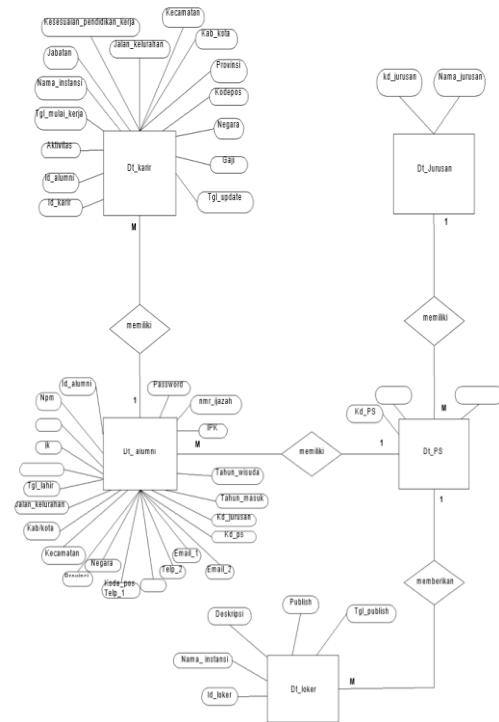 Kesesuaian_pendidikan_kerja
Kecamatan
Jalan_kelurahan
Kab_kota
Jabatan
Provinsi
Nama_instansi
Kodepos
Tgl_mulai_kerja
Negara
Aktivitas
Gaji
Id_alumni
Tgl_update
Id_karir
Dt_karir
kd_jurusan
Nama_jurusan
Dt_Jurusan
M
1
memiliki
memiliki
1
M
Id_alumni
Password
Npm
nmr_ijazah
jk
IPK
Dt_alumni
M
memiliki
1
Kd_PS
Dt_PS
Tgl_lahir
Tahun_wisuda
Jalan_kelurahan
Tahun_masuk
Kab/kota
Kd_jurusan
Kd_ps
Kecamatan
Negara
Email_1
Provinsi
Telp_2
Email_2
Kode_pos
Telp_1
1
memberikan
Publish
Deskripsi
Tgl_publish
Nama_instansi
Id_loker
Dt_loker
M